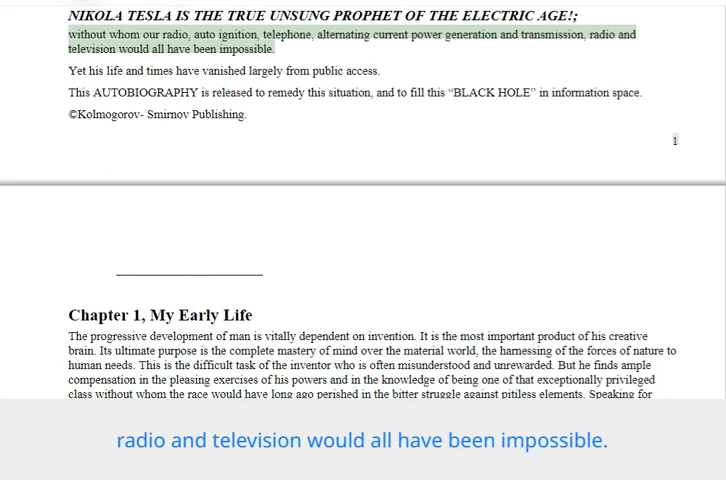 NIKOLA TESLA IS THE TRUE UNSUNG PROPHET OF THE ELECTRIC AGE!;
without whom our radio, auto ignition, telephone, alternating current power generation and transmission, radio and
television would all have been impossible.
Yet his life and times have vanished largely from public access.
This AUTOBIOGRAPHY is released to remedy this situation, and to fill this “BLACK HOLE” in information space.
©Kolmogorov- Smirnov Publishing.
1
Chapter 1, My Early Life
The progressive development of man is vitally dependent on invention. It is the most important product of his creative
brain. Its ultimate purpose is the complete mastery of mind over the material world, the harnessing of the forces of nature to
human needs. This is the difficult task of the inventor who is often misunderstood and unrewarded. But he finds ample
compensation in the pleasing exercises of his powers and in the knowledge of being one of that exceptionally privileged
class without whom the race would have long ago perished in the bitter struggle against pitiless elements. Speaking for
radio and television would all have been impossible.